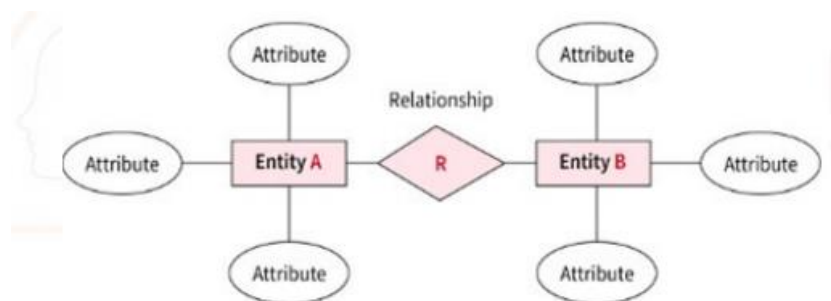 Attribute
Attribute
Relationship
Attribute
Entity A
R
Entity B
Attribute
Attribute
Attribute